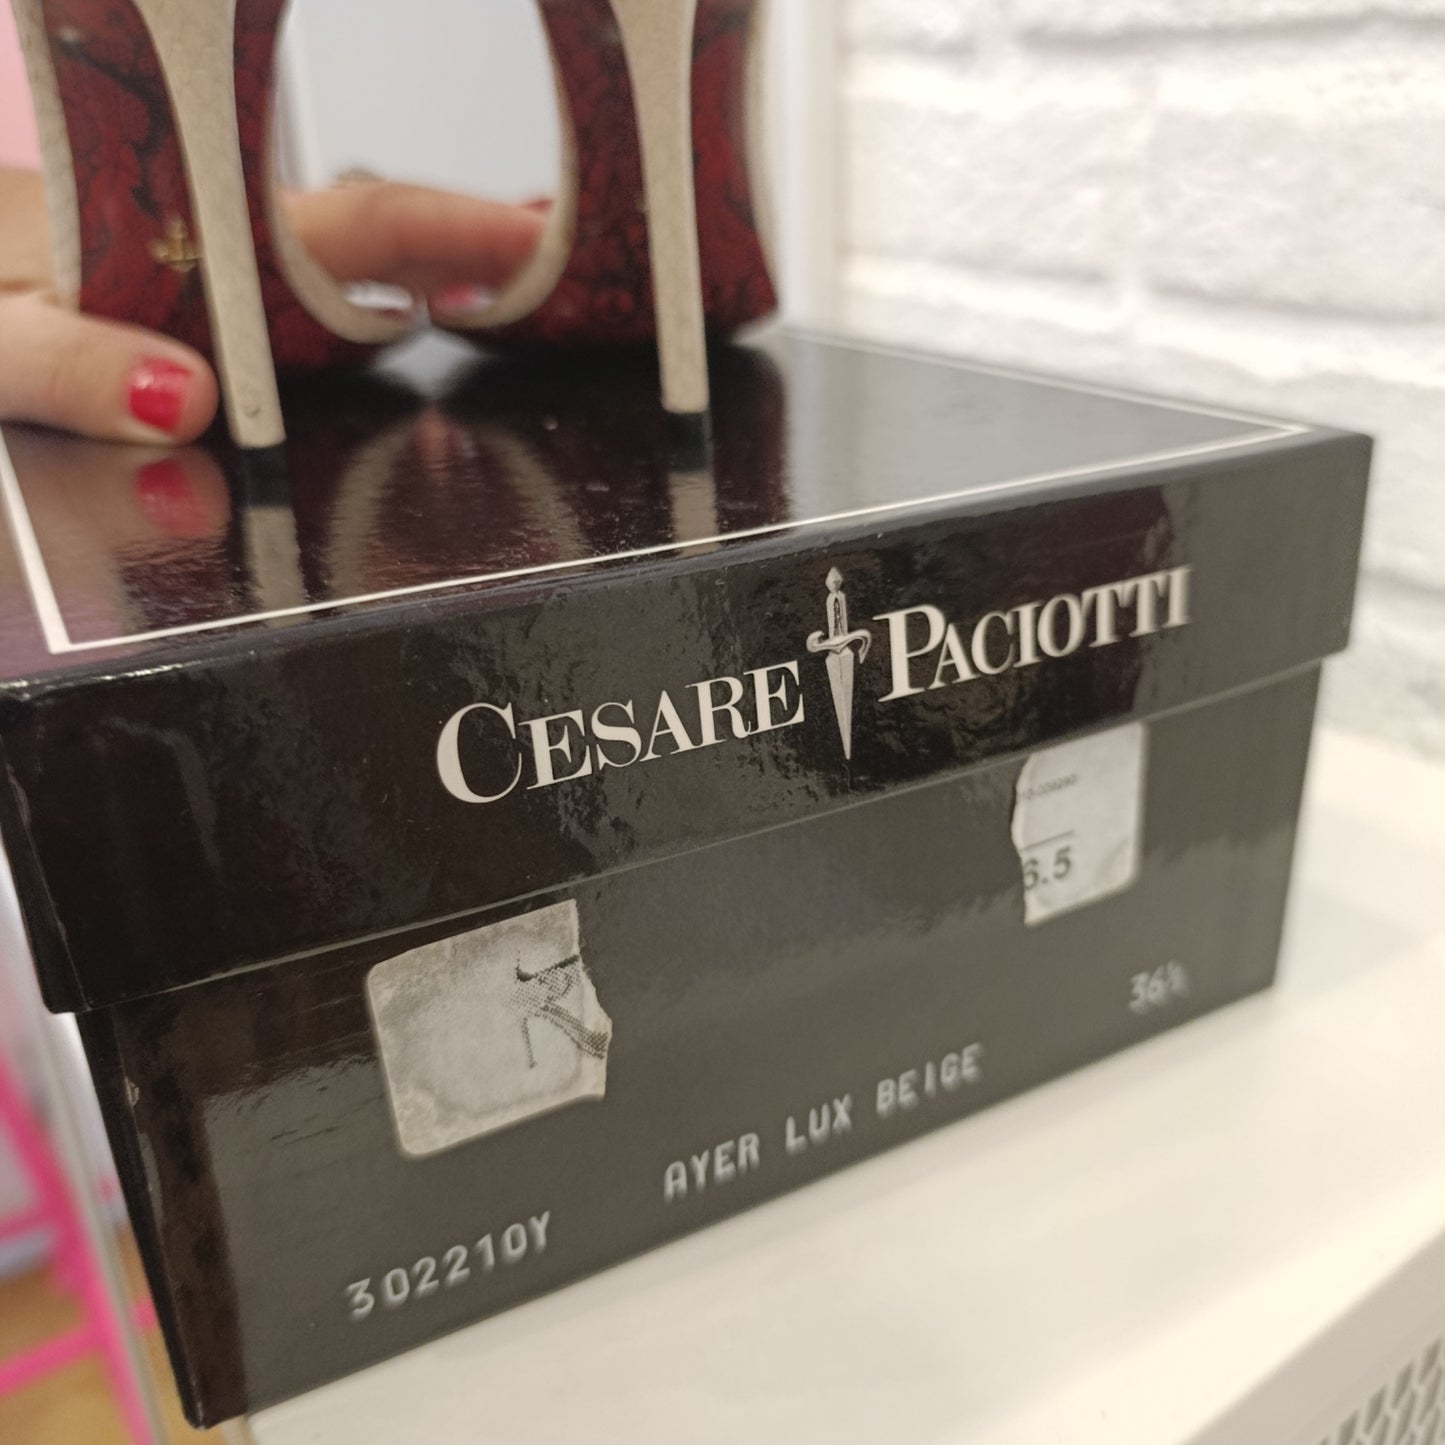 CESARE PACIOTTI
6.5
36½
AYER LUX BEIGE
302210Y